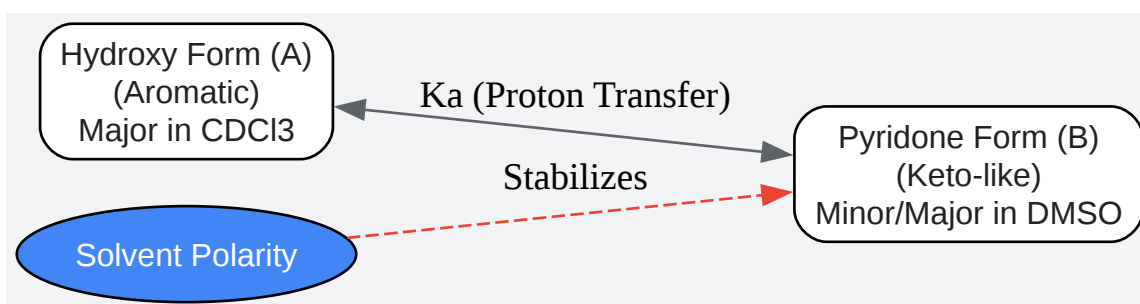 Hydroxy Form (A)
(Aromatic)
Major in CDCl3
Ka (Proton Transfer)
Pyridone Form (B)
(Keto-like)
Minor/Major in DMSO
Stabilizes
Solvent Polarity